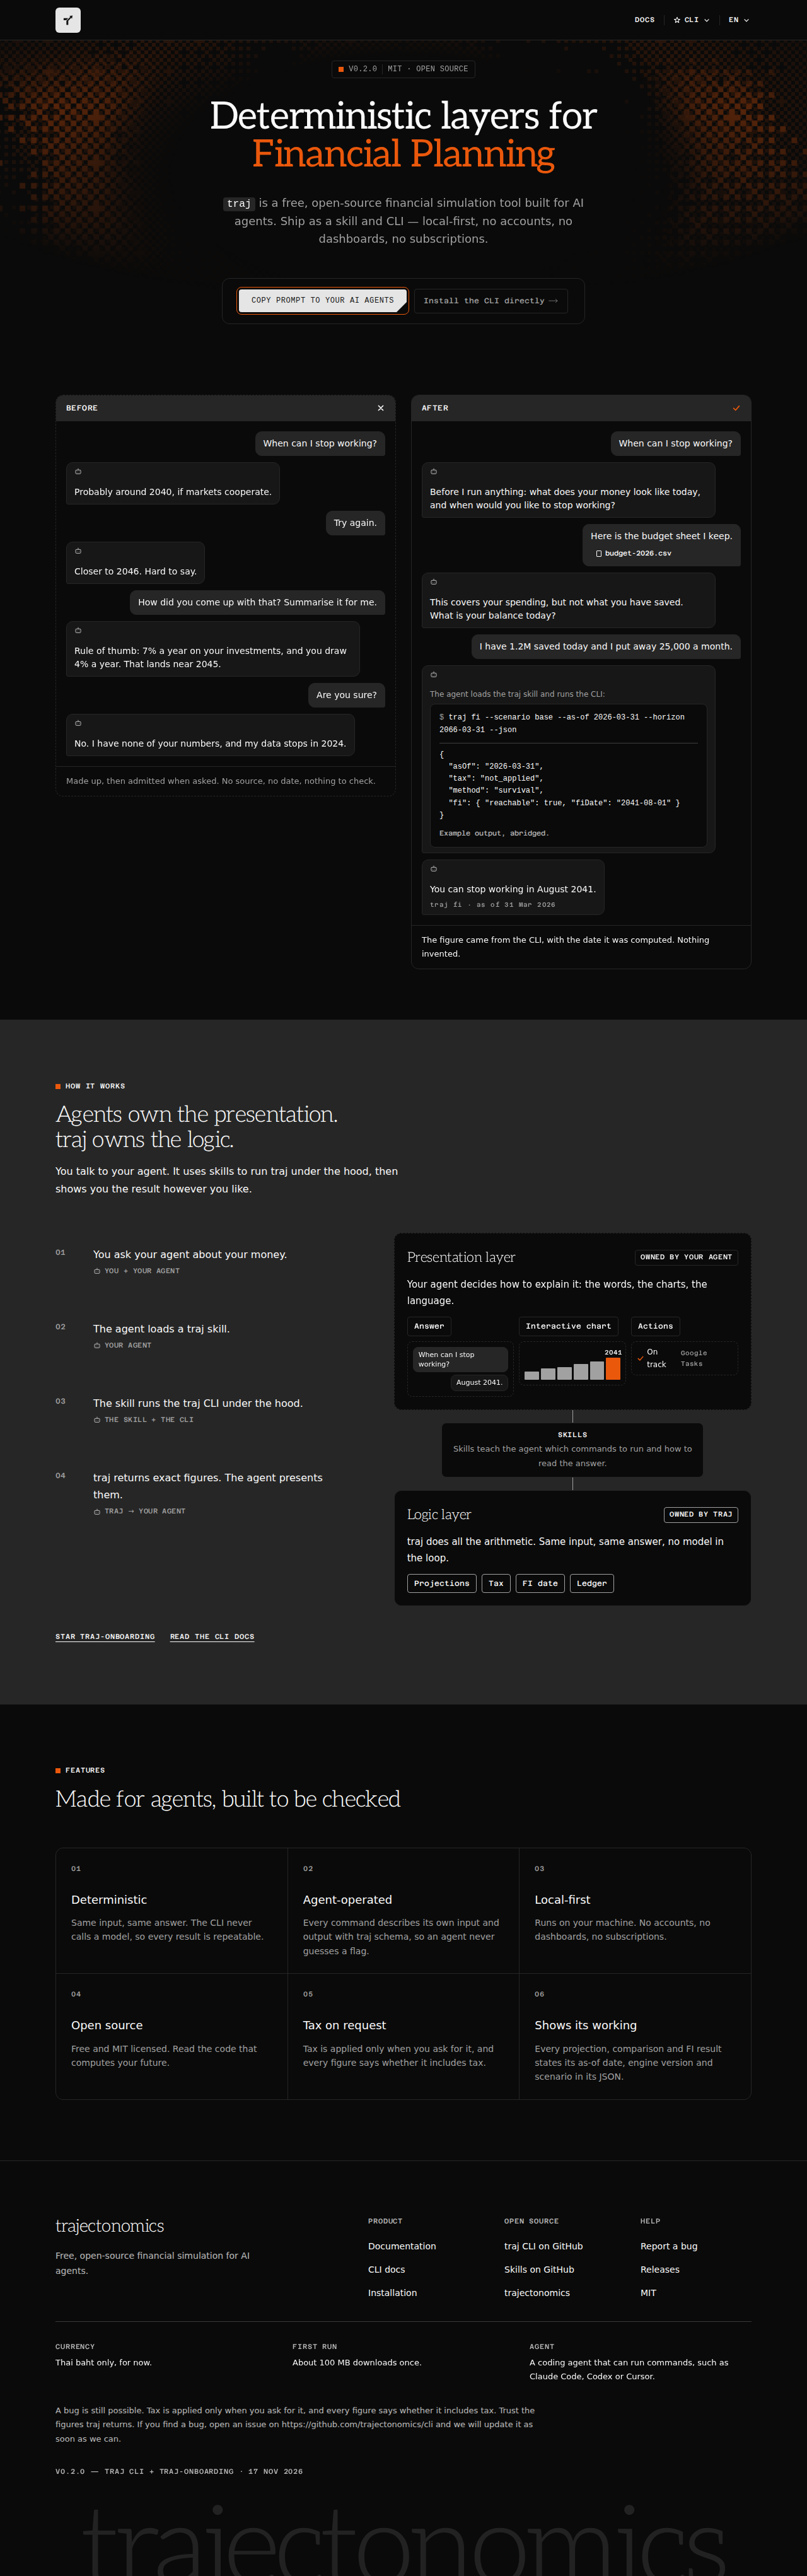 DOCS
CLI
EN
V0.2.0
MIT · OPEN SOURCE
Deterministic layers for
Financial Planning
traj is a free, open-source financial simulation tool built for AI
agents. Ship as a skill and CLI — local-first, no accounts, no
dashboards, no subscriptions.
COPY PROMPT TO YOUR AI AGENTS
Install the CLI directly ⟶
BEFORE
When can I stop working?
Probably around 2040, if markets cooperate.
Try again.
Closer to 2046. Hard to say.
How did you come up with that? Summarise it for me.
Rule of thumb: 7% a year on your investments, and you draw
4% a year. That lands near 2045.
Are you sure?
No. I have none of your numbers, and my data stops in 2024.
Made up, then admitted when asked. No source, no date, nothing to check.
AFTER
When can I stop working?
Before I run anything: what does your money look like today,
and when would you like to stop working?
Here is the budget sheet I keep.
budget-2026.csv
This covers your spending, but not what you have saved.
What is your balance today?
I have 1.2M saved today and I put away 25,000 a month.
The agent loads the traj skill and runs the CLI:
$ traj fi --scenario base --as-of 2026-03-31 --horizon
2066-03-31 --json
{
"asOf": "2026-03-31",
"tax": "not_applied",
"method": "survival",
"fi": { "reachable": true, "fiDate": "2041-08-01" }
}
Example output, abridged.
You can stop working in August 2041.
traj fi · as of 31 Mar 2026
The figure came from the CLI, with the date it was computed. Nothing
invented.
HOW IT WORKS
Agents own the presentation.
traj owns the logic.
You talk to your agent. It uses skills to run traj under the hood, then
shows you the result however you like.
01
You ask your agent about your money.
YOU + YOUR AGENT
02
The agent loads a traj skill.
YOUR AGENT
03
The skill runs the traj CLI under the hood.
THE SKILL + THE CLI
04
traj returns exact figures. The agent presents
them.
TRAJ → YOUR AGENT
Presentation layer
OWNED BY YOUR AGENT
Your agent decides how to explain it: the words, the charts, the
language.
Answer
When can I stop
working?
August 2041.
Interactive chart
2041
Actions
On
track
Google
Tasks
SKILLS
Skills teach the agent which commands to run and how to
read the answer.
Logic layer
OWNED BY TRAJ
traj does all the arithmetic. Same input, same answer, no model in
the loop.
Projections
Tax
FI date
Ledger
STAR TRAJ-ONBOARDING
READ THE CLI DOCS
FEATURES
Made for agents, built to be checked
01
Deterministic
Same input, same answer. The CLI never
calls a model, so every result is repeatable.
02
Agent-operated
Every command describes its own input and
output with traj schema, so an agent never
guesses a flag.
03
Local-first
Runs on your machine. No accounts, no
dashboards, no subscriptions.
04
Open source
Free and MIT licensed. Read the code that
computes your future.
05
Tax on request
Tax is applied only when you ask for it, and
every figure says whether it includes tax.
06
Shows its working
Every projection, comparison and FI result
states its as-of date, engine version and
scenario in its JSON.
trajectonomics
Free, open-source financial simulation for AI
agents.
PRODUCT
Documentation
CLI docs
Installation
OPEN SOURCE
traj CLI on GitHub
Skills on GitHub
trajectonomics
HELP
Report a bug
Releases
MIT
CURRENCY
Thai baht only, for now.
FIRST RUN
About 100 MB downloads once.
AGENT
A coding agent that can run commands, such as
Claude Code, Codex or Cursor.
A bug is still possible. Tax is applied only when you ask for it, and every figure says whether it includes tax. Trust the
figures traj returns. If you find a bug, open an issue on https://github.com/trajectonomics/cli and we will update it as
soon as we can.
V0.2.0 — TRAJ CLI + TRAJ-ONBOARDING · 17 NOV 2026
trajectonomics